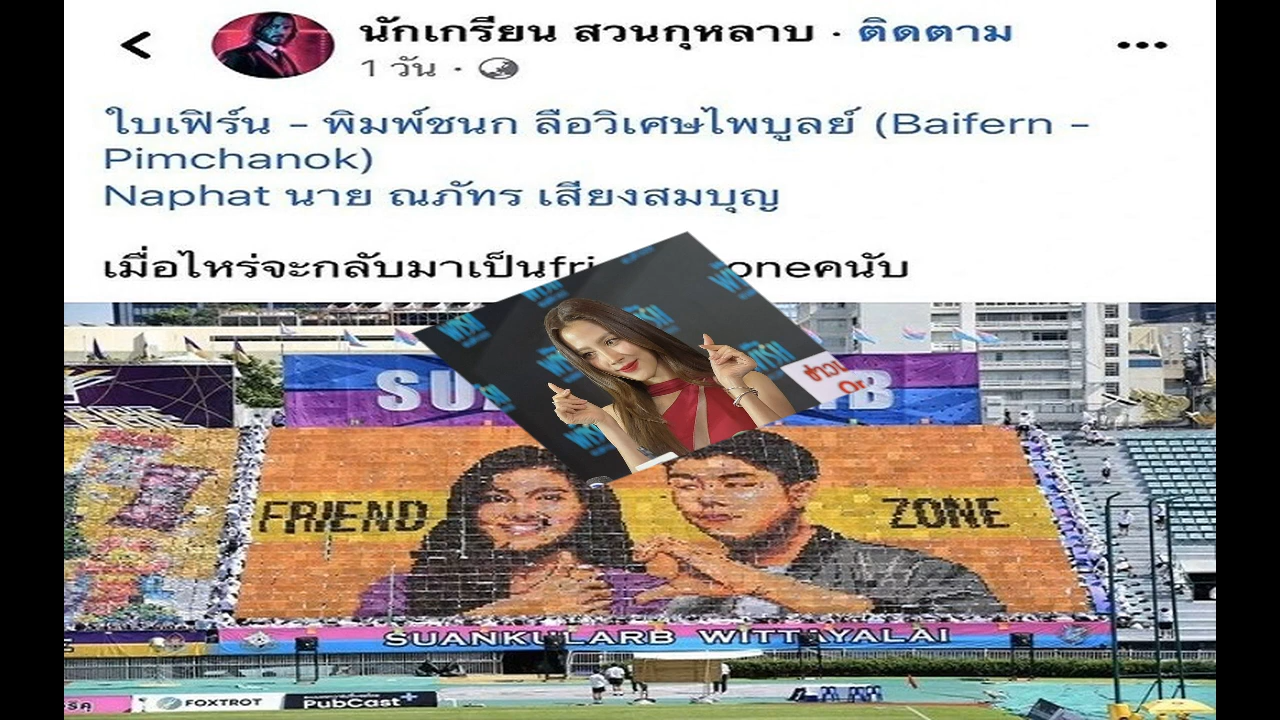 นักเกรียน สวนกุหลาบ · ติดตาม
1 วัน ·
ใบเฟิร์น - พิมพ์ชนก ลือวิเศษไพบูลย์ (Baifern -
Pimchanok)
Naphat นาย ณภัทร เสียงสมบุญ
เมื่อไหร่จะกลับมาเป็นfri oneคนับ
WISH
FRIEND ZONE
SUANKULARB WITTAYALAI
FOXTROT
PubCast+